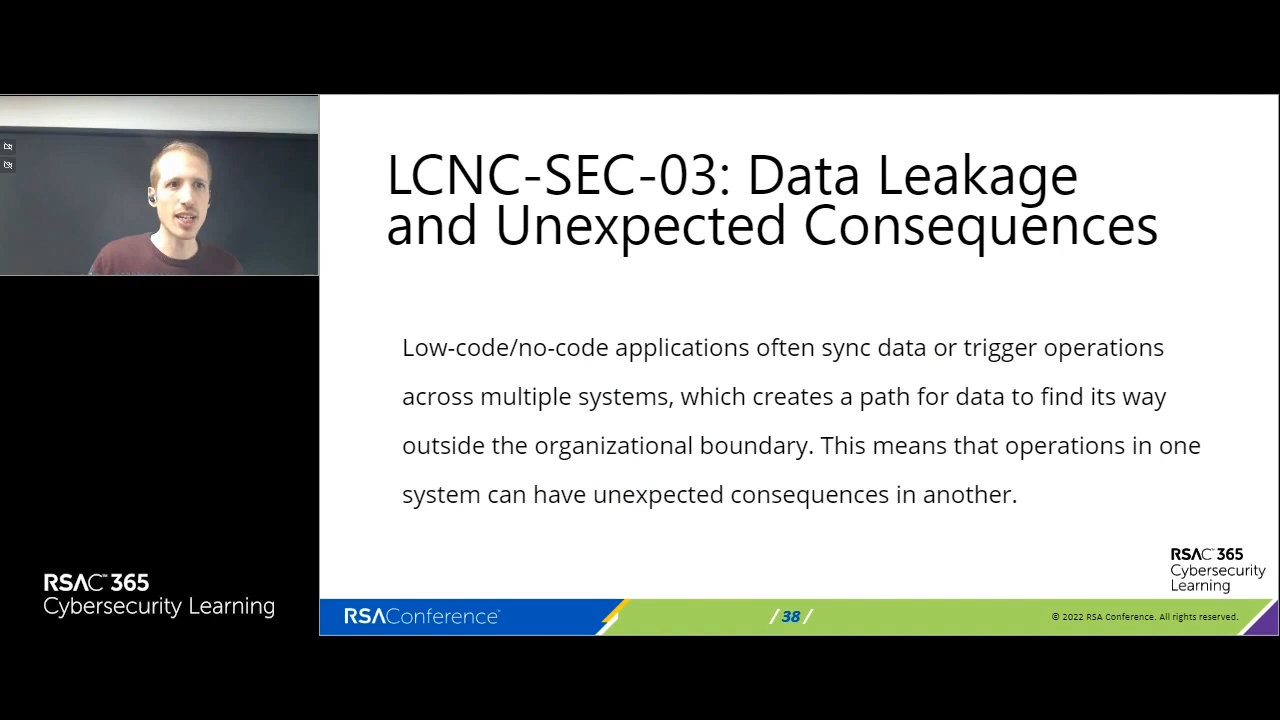 LCNC-SEC-03: Data Leakage
and Unexpected Consequences
Low-code/no-code applications often sync data or trigger operations
across multiple systems, which creates a path for data to find its way
outside the organizational boundary. This means that operations in one
system can have unexpected consequences in another.
RSAC™ 365
Cybersecurity
Learning
RSAC™ 365
Cybersecurity Learning
RSAConference™
/ 38 /
© 2022 RSA Conference. All rights reserved.